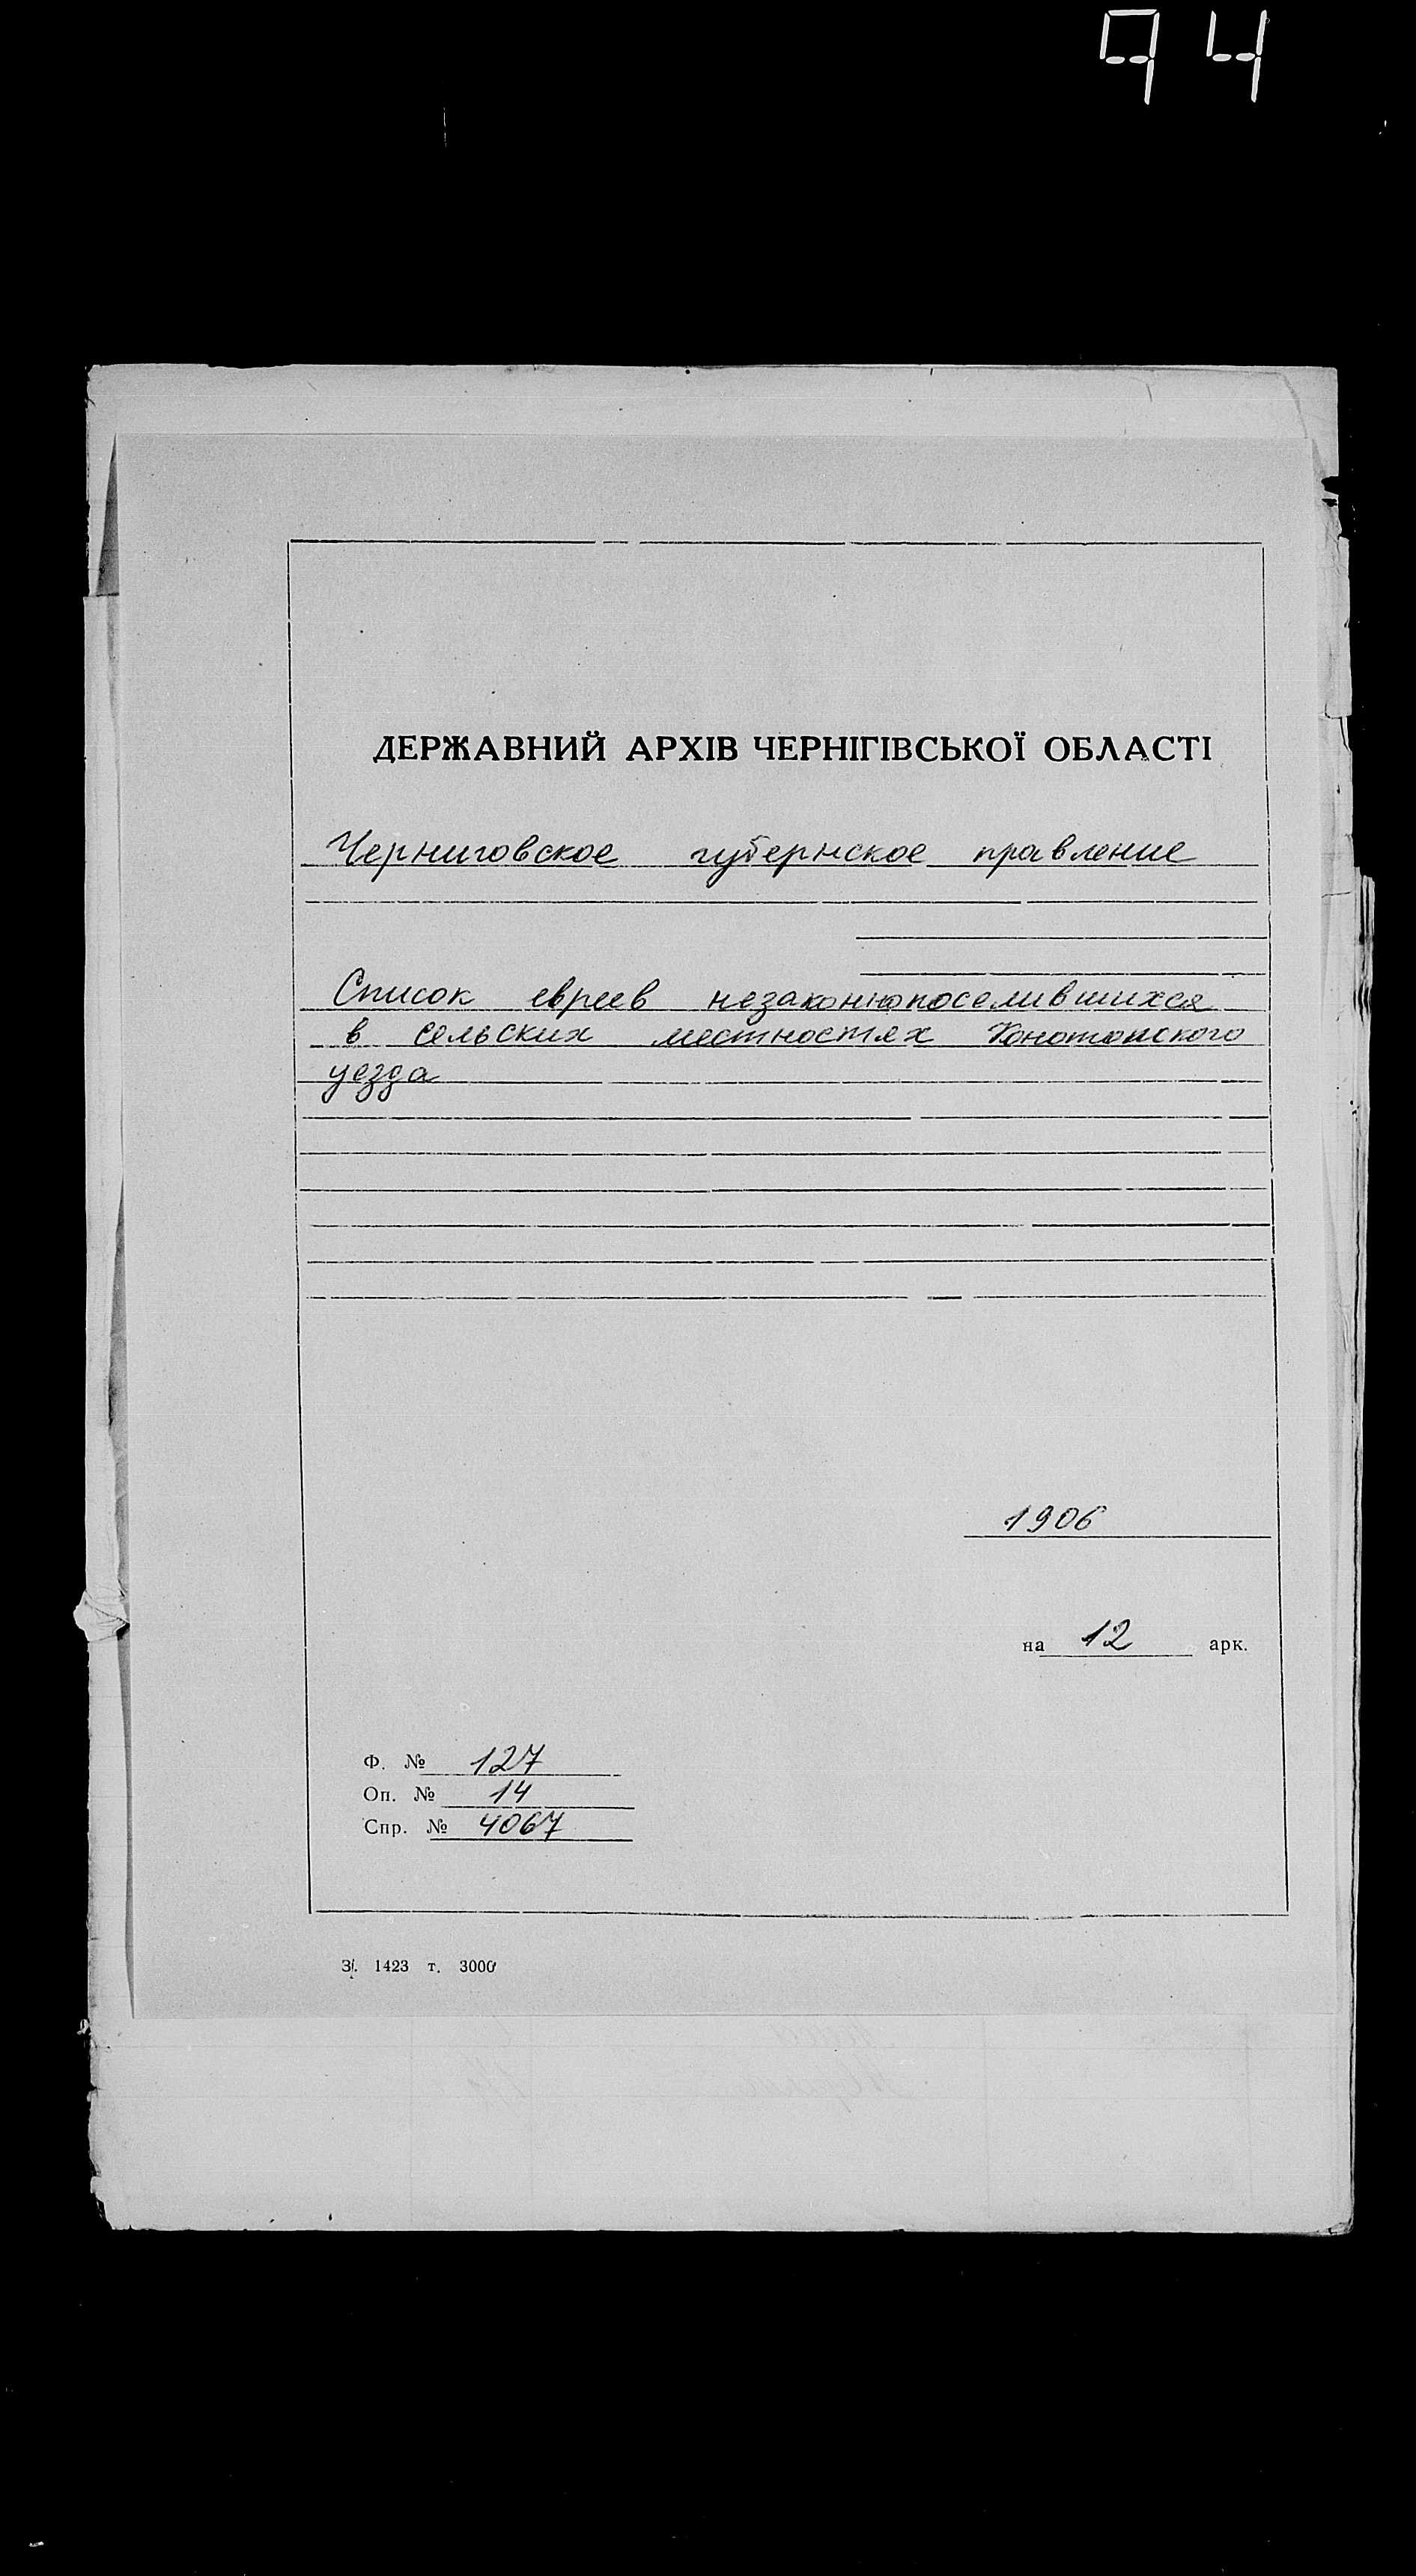 94
ДЕРЖАВНИЙ АРХІВ ЧЕРНІГІВСЬКОЇ ОБЛАСТІ
Черниговское губернское правление
Список евреев незаконнопоселившихся
в сельских местностях Конотопского
уезда
1906
на 12 арк.
Ф. № 127
Оп. № 14
Спр. № 4067
З. 1423 т. 3000